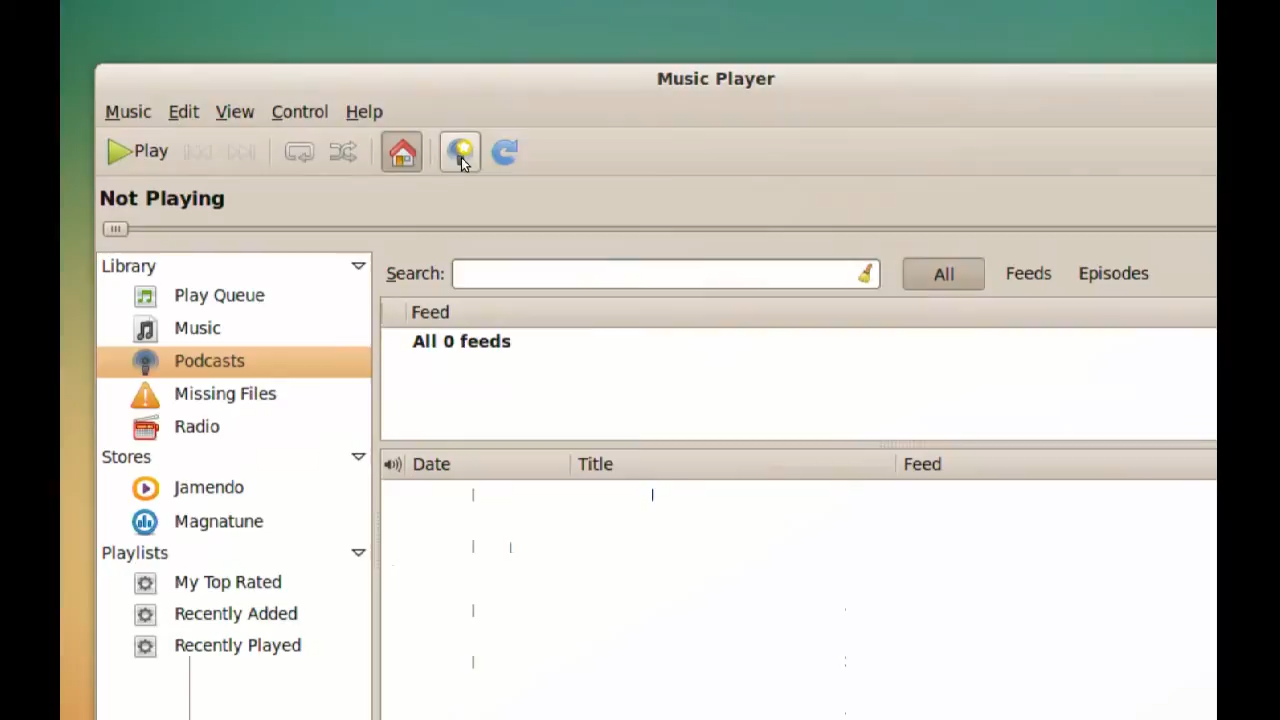 Music Player
Music Edit View Control Help
Play
Not Playing
Library
Play Queue
Music
Podcasts
Missing Files
Radio
Stores
Jamendo
Magnatune
Playlists
My Top Rated
Recently Added
Recently Played
Search: All Feeds Episodes
Feed
All 0 feeds
Date Title Feed